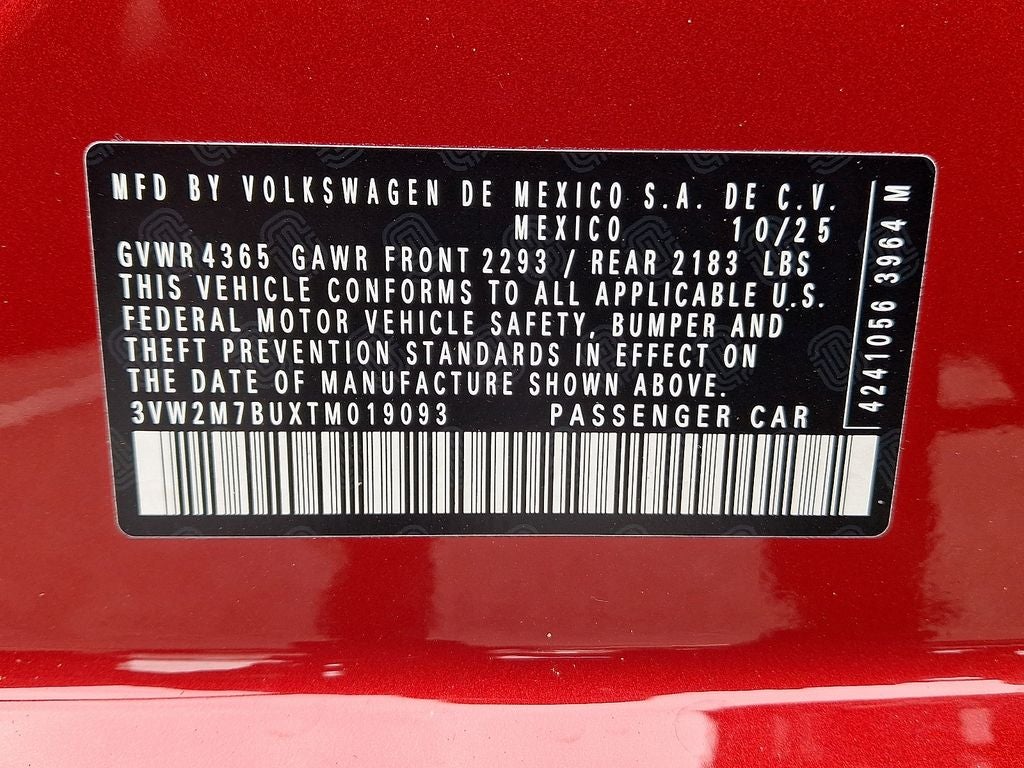 MFD BY VOLKSWAGEN DE MEXICO S.A. DE C.V.
MEXICO 10/25
GVWR 4365 GAWR FRONT 2293 / REAR 2183 LBS
THIS VEHICLE CONFORMS TO ALL APPLICABLE U.S.
FEDERAL MOTOR VEHICLE SAFETY, BUMPER AND
THEFT PREVENTION STANDARDS IN EFFECT ON
THE DATE OF MANUFACTURE SHOWN ABOVE.
3VW2M7BUXTM019093 PASSENGER CAR
4241056 3964 M